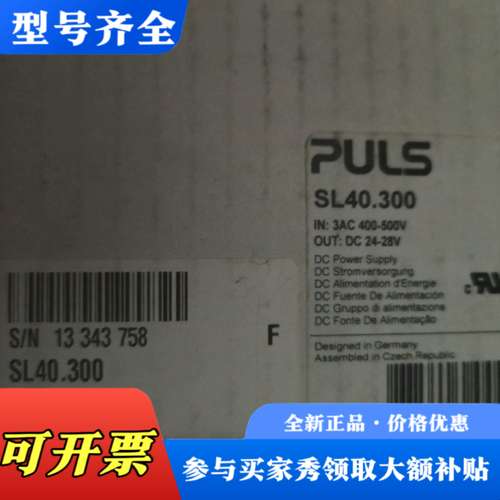 型号齐全
PULS
SL40.300
IN: 3AC 400-500V
OUT: DC 24-28V
DC Power Supply
DC Stromversorgung
DC Alimentation d'Energie
DC Fuente De Alimentación
DC Gruppo di alimentazione
DC Fonte De Alimentação
Designed in Germany
Assembled in Czech Republic
S/N 13 343 758
F
SL40.300
全新正品·价格优惠
可开票
参与买家秀领取大额补贴